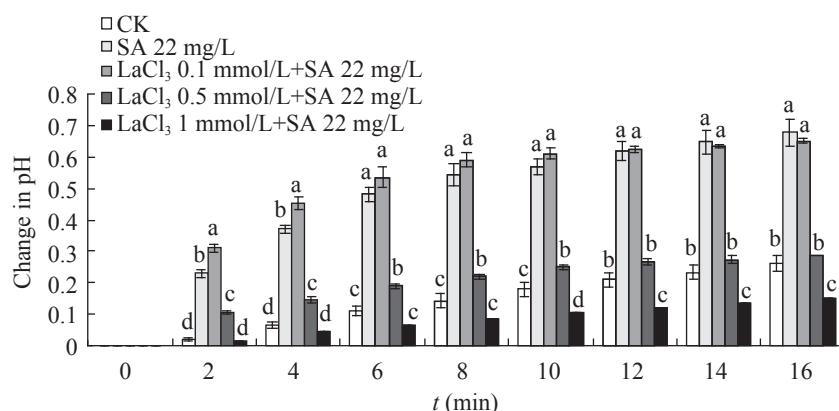 CK
SA 22 mg/L
LaCl₃ 0.1 mmol/L+SA 22 mg/L
LaCl₃ 0.5 mmol/L+SA 22 mg/L
LaCl₃ 1 mmol/L+SA 22 mg/L
Change in pH
0.8
0.7
0.6
0.5
0.4
0.3
0.2
0.1
0
d b a c d
d b a c d
c a a b c
c a a b c
c a a b d
b a a b c
b a a b c
b a a b c
0 2 4 6 8 10 12 14 16
t (min)